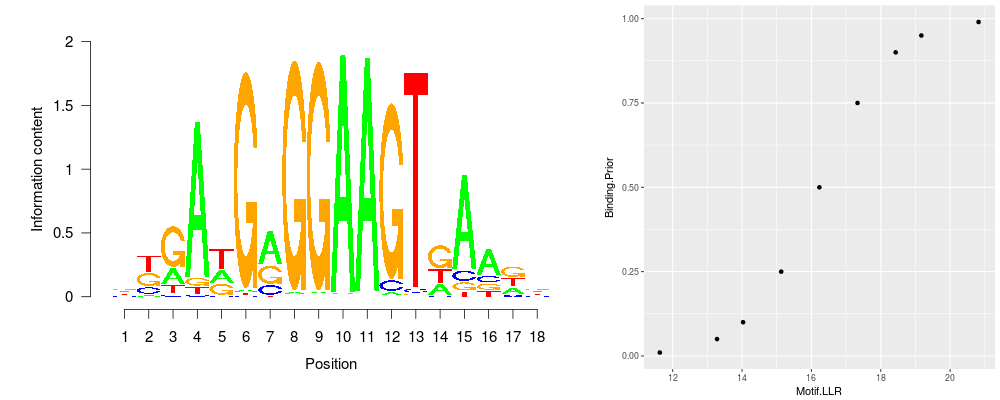 2
1.5
1
0.5
0
Information content
T G A T G A G G G A A G T G A A G
1 2 3 4 5 6 7 8 9 10 11 12 13 14 15 16 17 18
Position
1.00
0.75
0.50
0.25
0.00
Binding.Prior
12 14 16 18 20
Motif.LLR